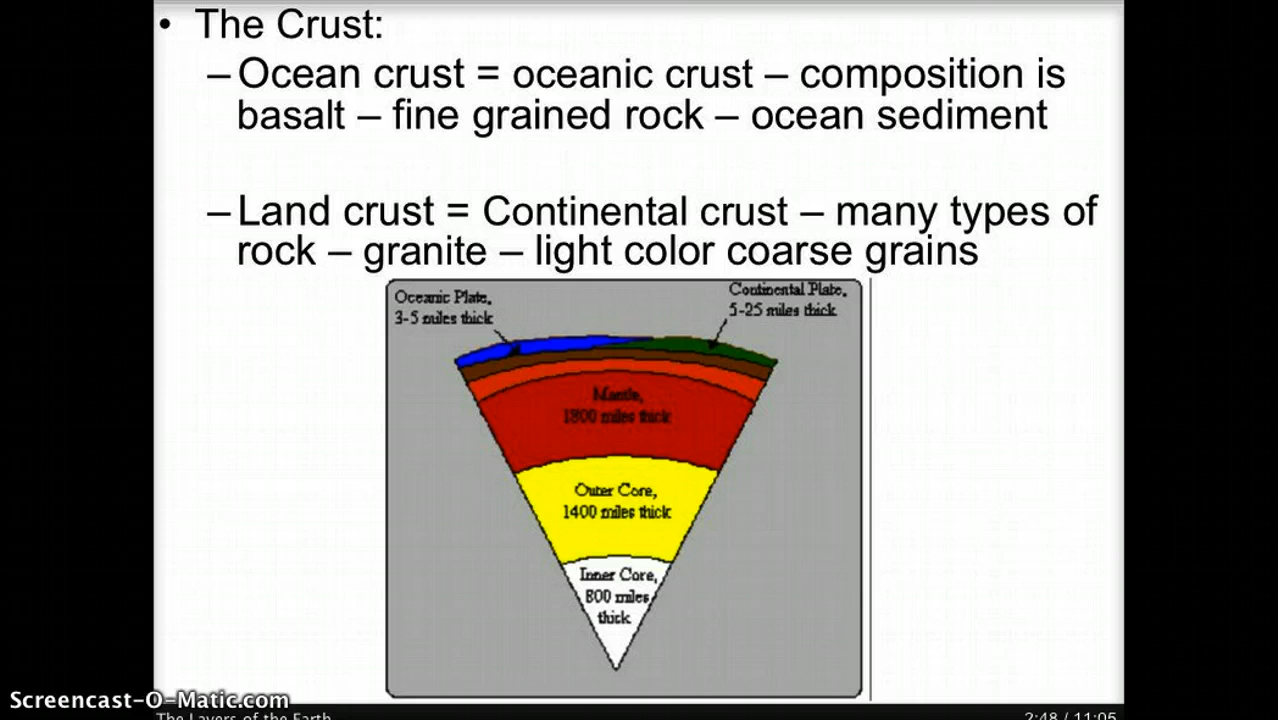 • The Crust:
– Ocean crust = oceanic crust – composition is
basalt – fine grained rock – ocean sediment
– Land crust = Continental crust – many types of
rock – granite – light color coarse grains
Oceanic Plate,
3-5 miles thick
Continental Plate,
5-25 miles thick
Mantle,
1800 miles thick
Outer Core,
1400 miles thick
Inner Core,
800 miles
thick
Screencast-O-Matic.com
The Layers of the Earth
2:48 / 11:05